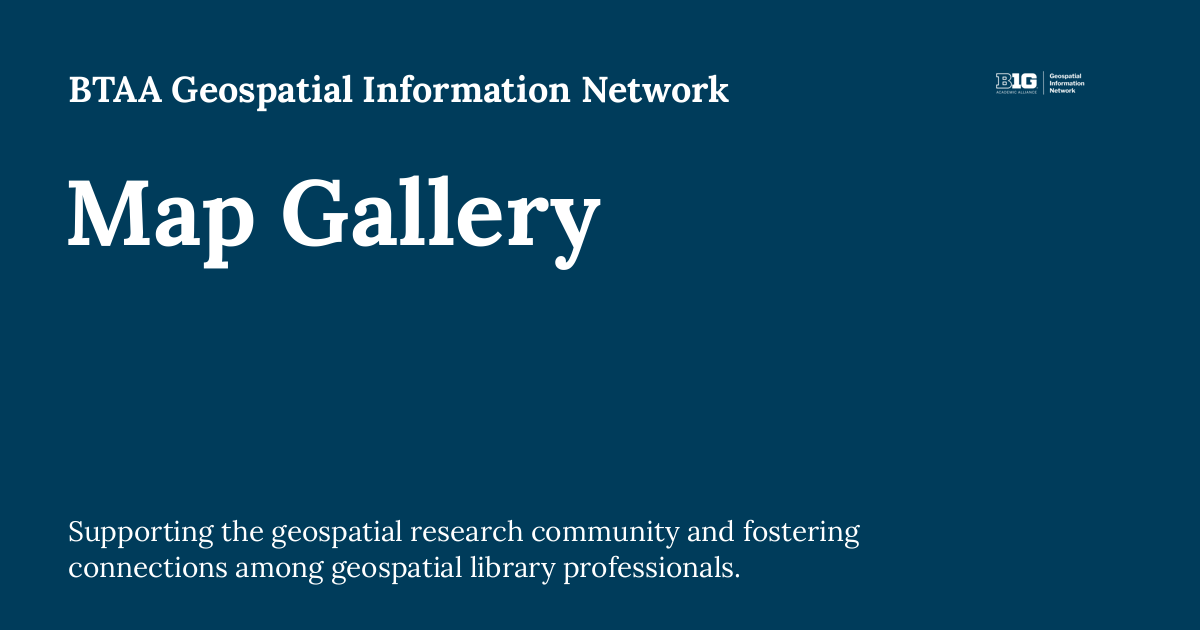 BTAA Geospatial Information Network
B1G
ACADEMIC ALLIANCE
Geospatial
Information
Network
Map Gallery
Supporting the geospatial research community and fostering
connections among geospatial library professionals.